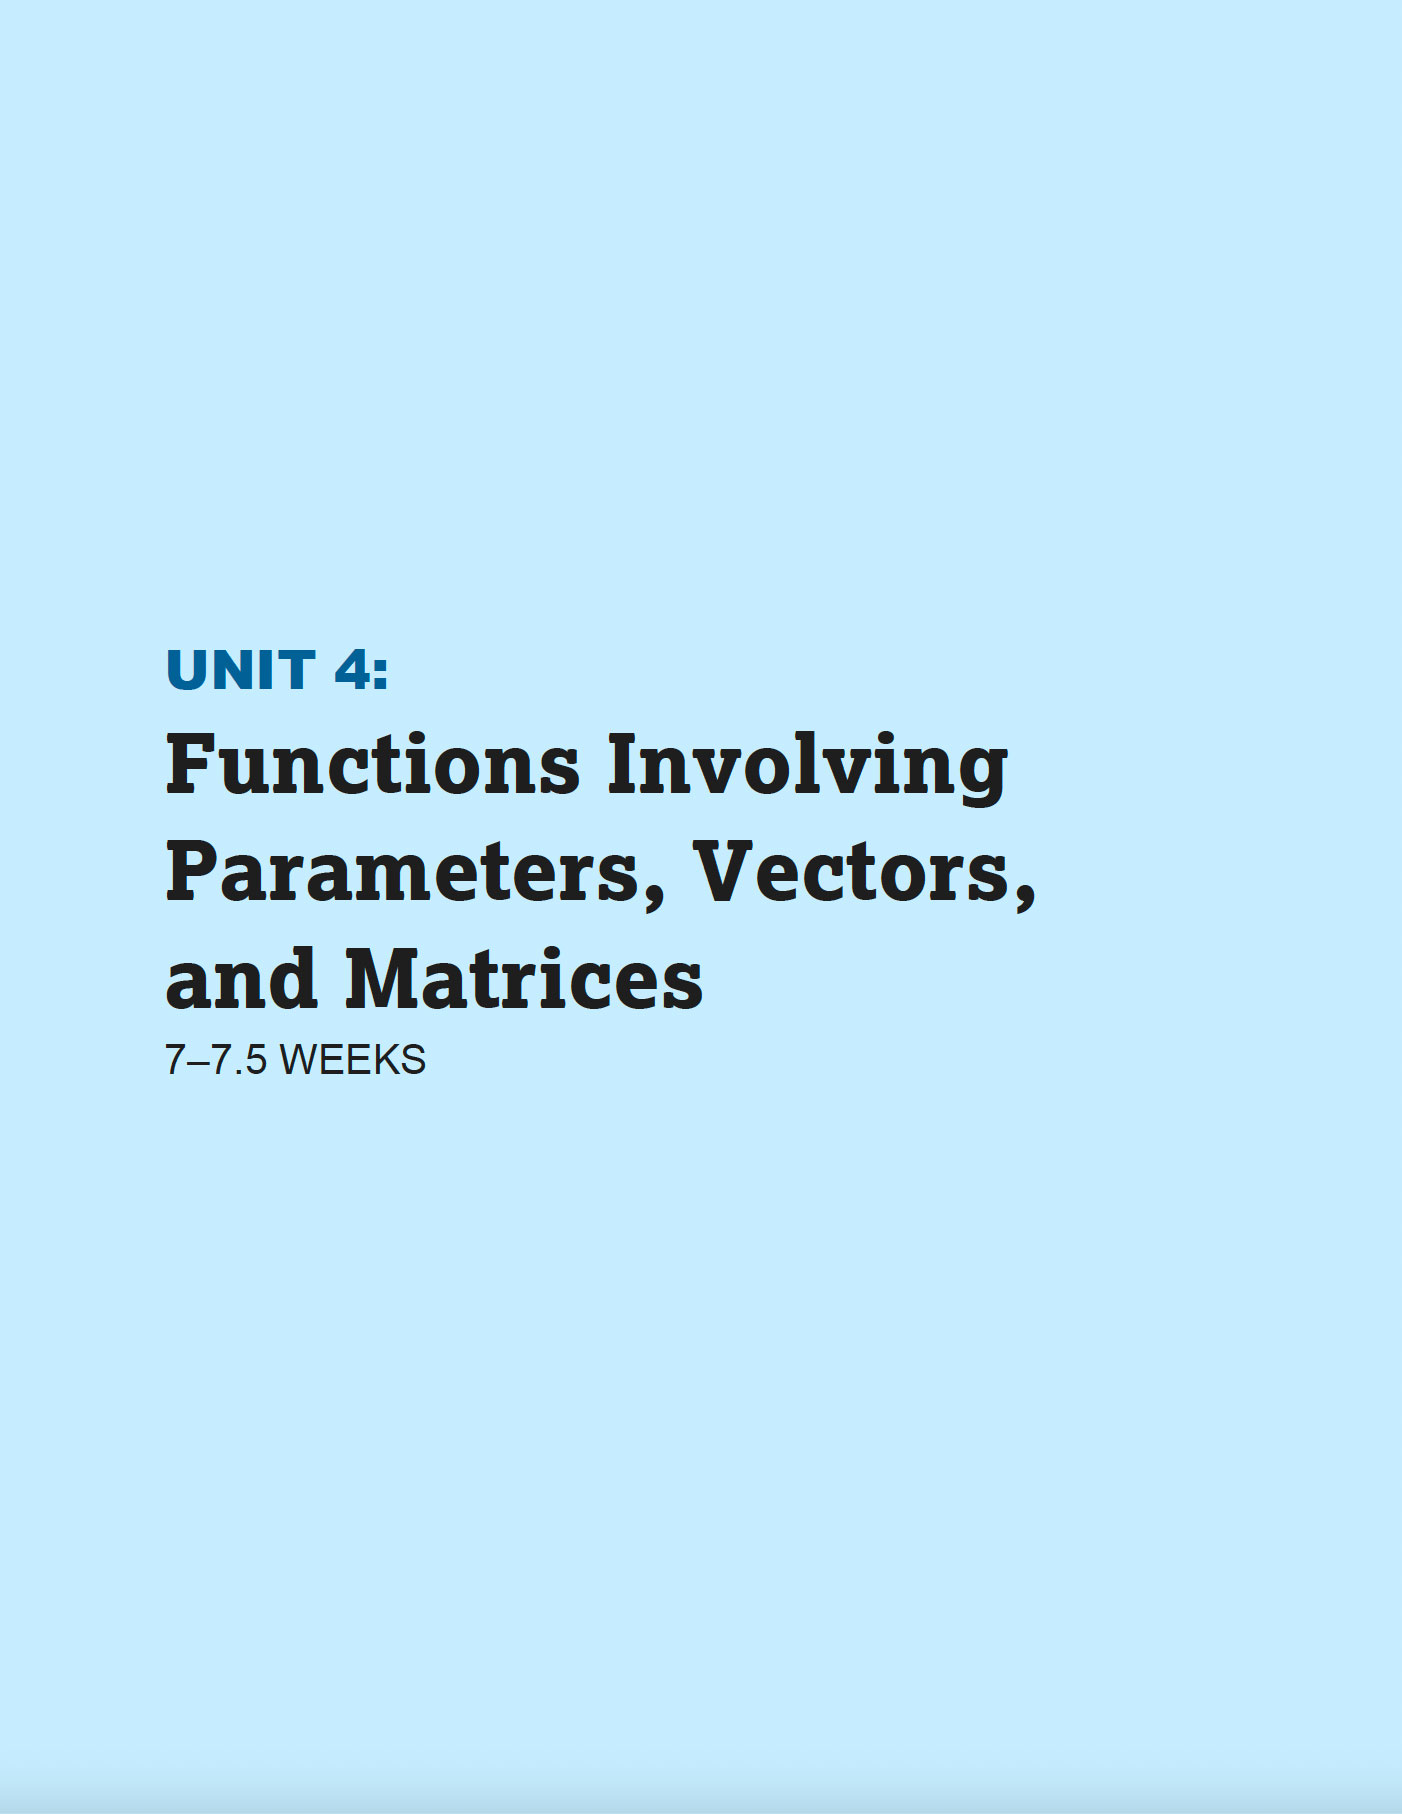 UNIT 4:
Functions Involving
Parameters, Vectors,
and Matrices
7–7.5 WEEKS